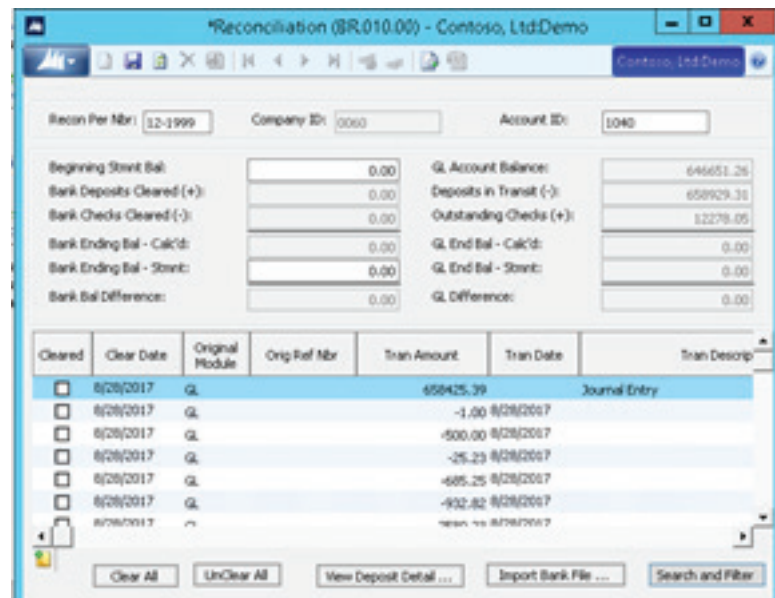 *Reconciliation (BR.010.00) - Contoso, Ltd:Demo
Contoso, Ltd:Demo
Recon Per Nbr: 12-1999 Company ID: 0060 Account ID: 1040
Beginning Stmnt Bal: 0.00 GL Account Balance: 646651.26
Bank Deposits Cleared (+): 0.00 Deposits in Transit (-): 658929.31
Bank Checks Cleared (-): 0.00 Outstanding Checks (+): 12278.05
Bank Ending Bal - Calc'd: 0.00 GL End Bal - Calc'd: 0.00
Bank Ending Bal - Stmnt: 0.00 GL End Bal - Stmnt: 0.00
Bank Bal Difference: 0.00 GL Difference: 0.00
Cleared Clear Date Original Module Orig Ref Nbr Tran Amount Tran Date Tran Descrip
8/28/2017 GL 658425.39 Journal Entry
8/28/2017 GL -1.00 8/28/2017
8/28/2017 GL -500.00 8/28/2017
8/28/2017 GL -25.23 8/28/2017
8/28/2017 GL -685.25 8/28/2017
8/28/2017 GL -932.82 8/28/2017
8/28/2017 8/28/2017
Clear All UnClear All View Deposit Detail ... Import Bank File ... Search and Filter